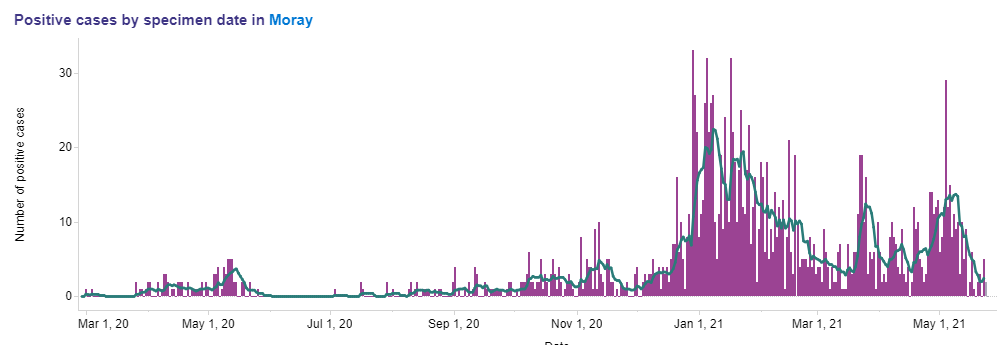 Positive cases by specimen date in Moray
Number of positive cases
30
20
10
0
Mar 1, 20
May 1, 20
Jul 1, 20
Sep 1, 20
Nov 1, 20
Jan 1, 21
Mar 1, 21
May 1, 21
Date